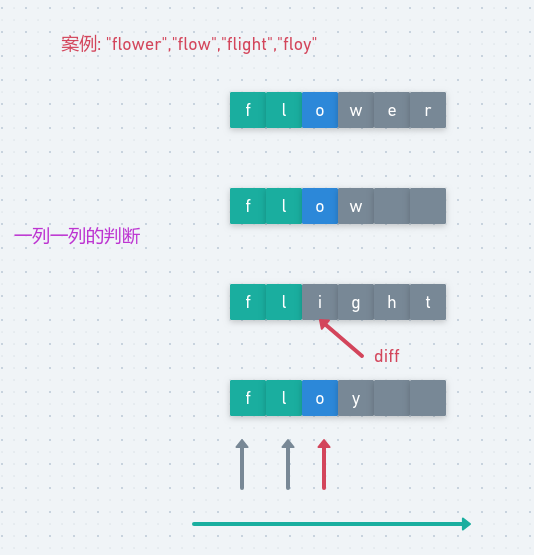 案例: "flower","flow","flight","floy"
f l o w e r
f l o w
一列一列的判断
f l i g h t
diff
f l o y